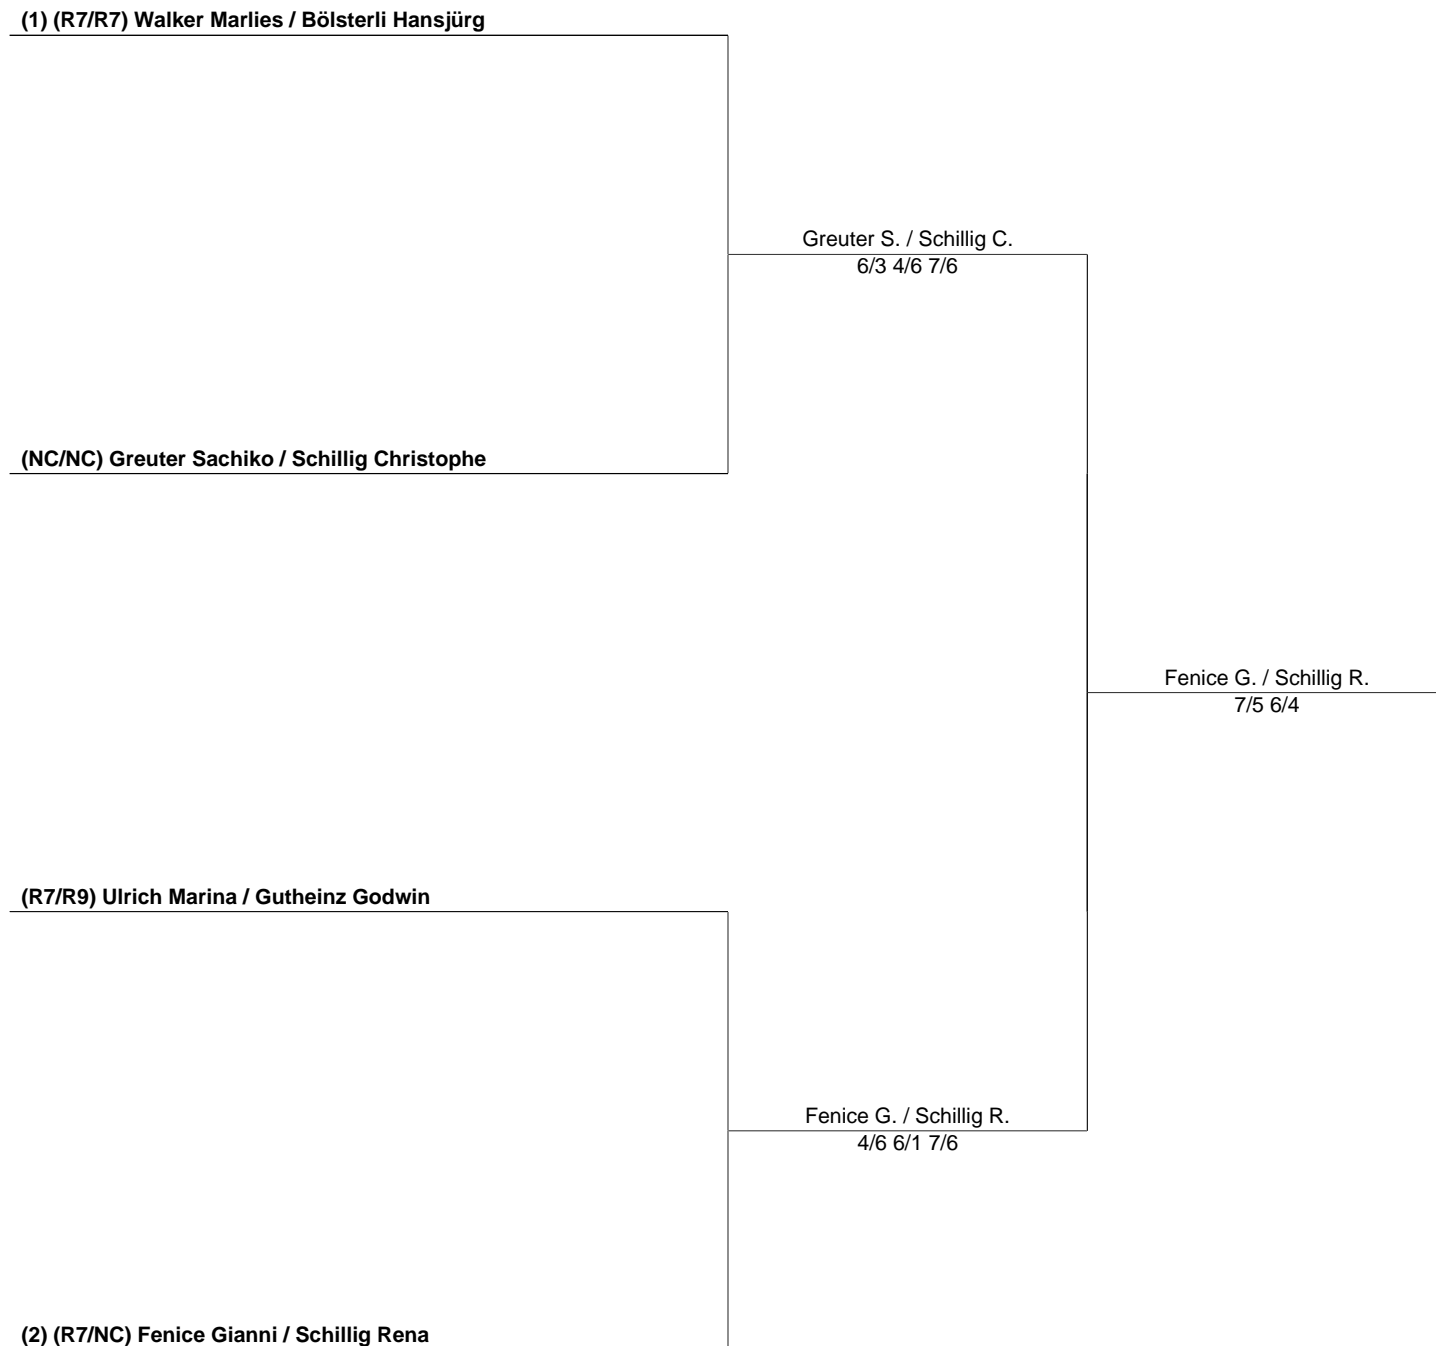 (1) (R7/R7) Walker Marlies / Bölsterli Hansjürg
Greuter S. / Schillig C.
6/3 4/6 7/6
(NC/NC) Greuter Sachiko / Schillig Christophe
Fenice G. / Schillig R.
7/5 6/4
(R7/R9) Ulrich Marina / Gutheinz Godwin
Fenice G. / Schillig R.
4/6 6/1 7/6
(2) (R7/NC) Fenice Gianni / Schillig Rena